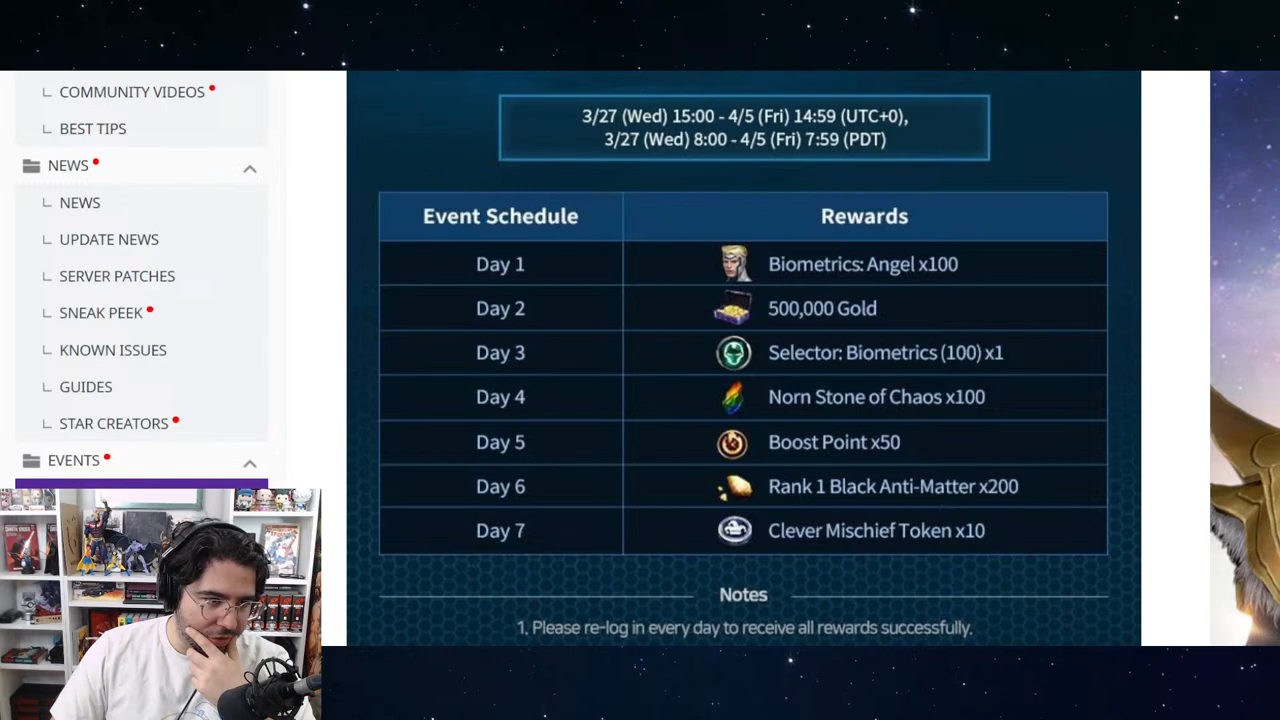 COMMUNITY VIDEOS
BEST TIPS
NEWS
NEWS
UPDATE NEWS
SERVER PATCHES
SNEAK PEEK
KNOWN ISSUES
GUIDES
STAR CREATORS
EVENTS
3/27 (Wed) 15:00 - 4/5 (Fri) 14:59 (UTC+0),
3/27 (Wed) 8:00 - 4/5 (Fri) 7:59 (PDT)
Event Schedule Rewards
Day 1 Biometrics: Angel x100
Day 2 500,000 Gold
Day 3 Selector: Biometrics (100) x1
Day 4 Norn Stone of Chaos x100
Day 5 Boost Point x50
Day 6 Rank 1 Black Anti-Matter x200
Day 7 Clever Mischief Token x10
Notes
1. Please re-log in every day to receive all rewards successfully.